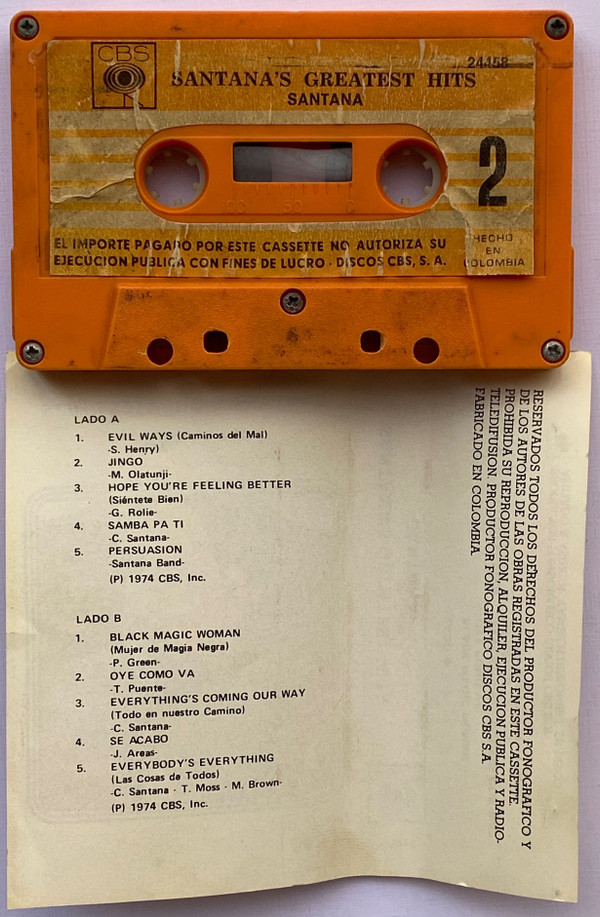 CBS
24458
SANTANA'S GREATEST HITS
SANTANA
2
EL IMPORTE PAGADO POR ESTE CASSETTE NO AUTORIZA SU
EJECUCION PUBLICA CON FINES DE LUCRO - DISCOS CBS, S. A.
HECHO
EN
COLOMBIA
50
LADO A
1. EVIL WAYS (Caminos del Mal)
-S. Henry)
2. JINGO
-M. Olatunji-
3. HOPE YOU'RE FEELING BETTER
(Siéntete Bien)
-G. Rolie-
4. SAMBA PA TI
-C. Santana-
5. PERSUASION
-Santana Band-
(P) 1974 CBS, Inc.
LADO B
1. BLACK MAGIC WOMAN
(Mujer de Magia Negra)
-P. Green-
2. OYE COMO VA
-T. Puente-
3. EVERYTHING'S COMING OUR WAY
(Todo en nuestro Camino)
-C. Santana-
4. SE ACABO
-J. Areas-
5. EVERYBODY'S EVERYTHING
(Las Cosas de Todos)
-C. Santana - T. Moss - M. Brown-
(P) 1974 CBS, Inc.
RESERVADOS TODOS LOS DERECHOS DEL PRODUCTOR FONOGRAFICO Y
DE LOS AUTORES DE LAS OBRAS REGISTRADAS EN ESTE CASSETTE.
PROHIBIDA SU REPRODUCCION, ALQUILER, EJECUCION PUBLICA Y RADIO-
TELEDIFUSION. PRODUCTOR FONOGRAFICO DISCOS CBS S.A.
FABRICADO EN COLOMBIA